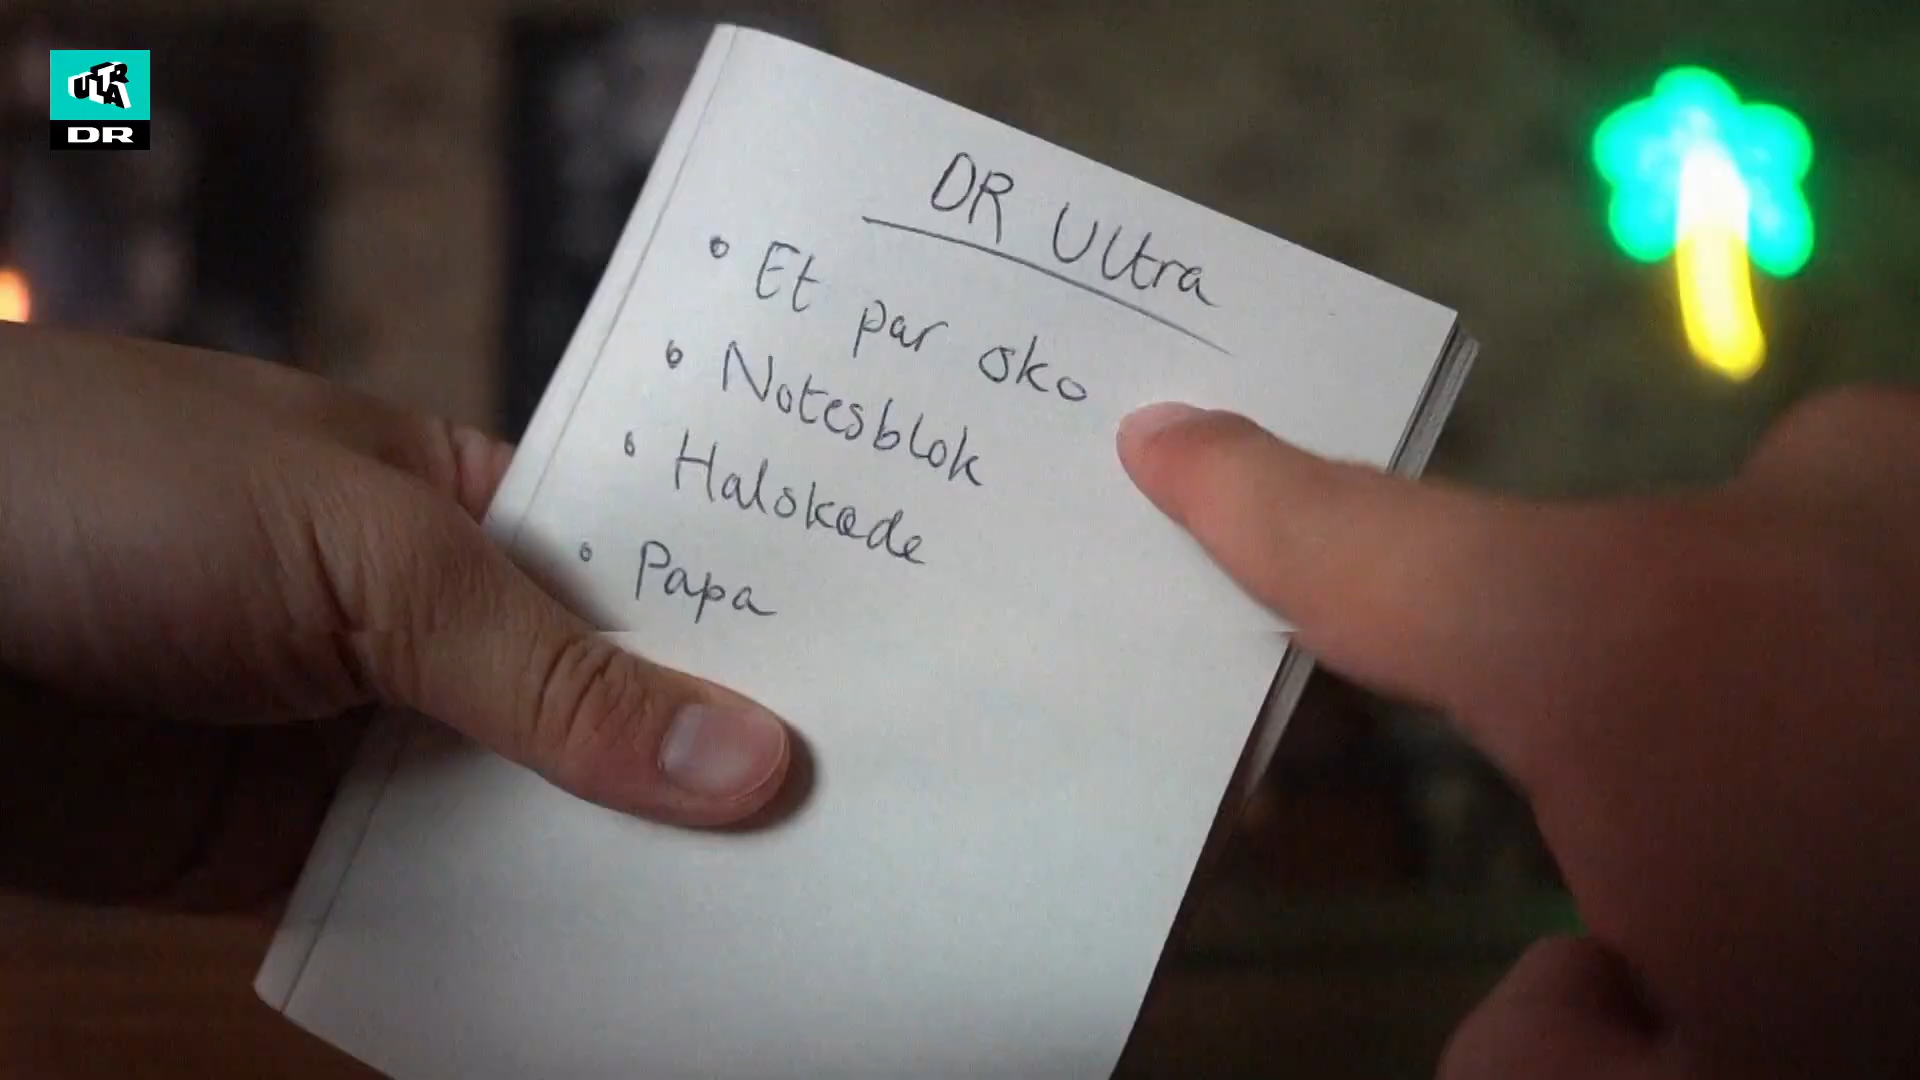 ULTRA
DR
DR Ultra
• Et par sko
• Notesblok
• Halskæde
• Papa